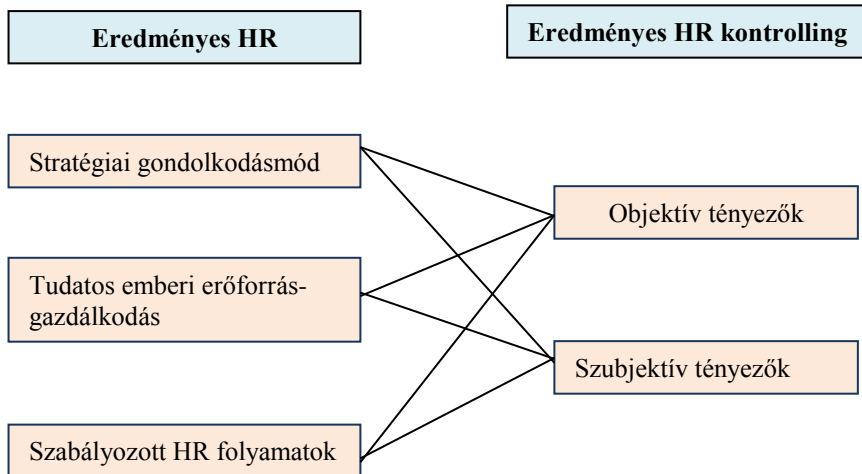 Eredményes HR
Eredményes HR kontrolling
Stratégiai gondolkodásmód
Objektív tényezők
Tudatos emberi erőforrás-
gazdálkodás
Szubjektív tényezők
Szabályozott HR folyamatok